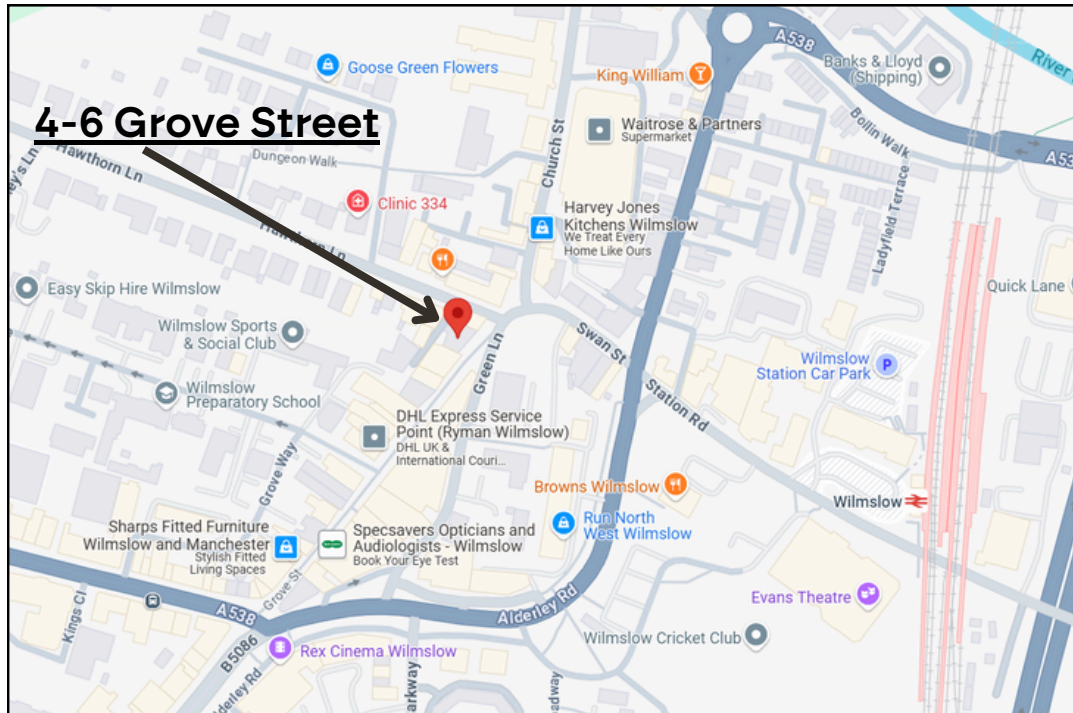 A538
Goose Green Flowers
King William
Banks & Lloyd
(Shipping)
River
4-6 Grove Street
Waitrose & Partners
Supermarket
Church St
Bollin Walk
Hawthorn Ln
Dungeon Walk
Clinic 334
Harvey Jones
Kitchens Wilmslow
We Treat Every
Home Like Ours
Ladyfield Terrace
Hawthorn Ln
Easy Skip Hire Wilmslow
Quick Lane
Wilmslow Sports
& Social Club
Green Ln
Swan St
Wilmslow
Station Car Park
P
Wilmslow
Preparatory School
Station Rd
DHL Express Service
Point (Ryman Wilmslow)
DHL UK &
International Couri...
Grove Way
Browns Wilmslow
Wilmslow
Sharps Fitted Furniture
Wilmslow and Manchester
Stylish Fitted
Living Spaces
Specsavers Opticians and
Audiologists - Wilmslow
Book Your Eye Test
Run North
West Wilmslow
Grove St
Kings Cl
A538
Alderley Rd
Evans Theatre
Wilmslow Cricket Club
B5086
Rex Cinema Wilmslow